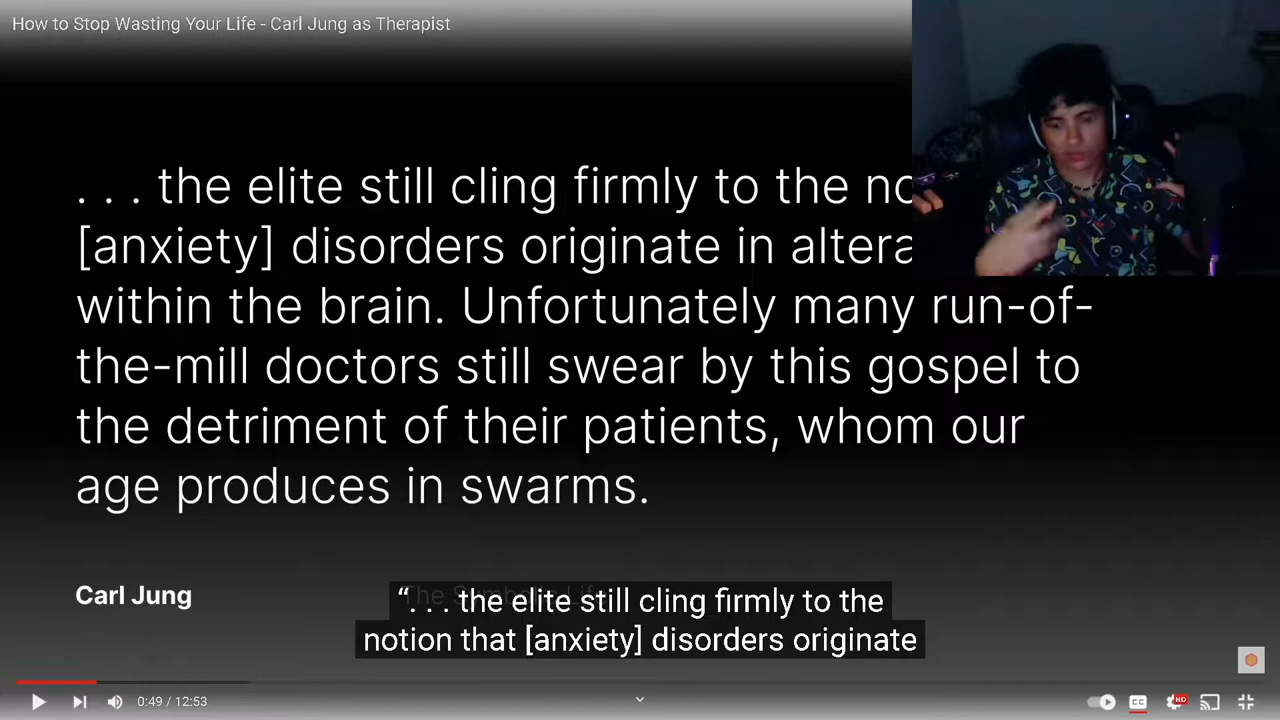 How to Stop Wasting Your Life - Carl Jung as Therapist
. . . the elite still cling firmly to the
[anxiety] disorders originate in
within the brain. Unfortunately many run-of-
the-mill doctors still swear by this gospel to
the detriment of their patients, whom our
age produces in swarms.
Carl Jung
“. . . the elite still cling firmly to the
notion that [anxiety] disorders originate
0:49 / 12:53
CC
HD